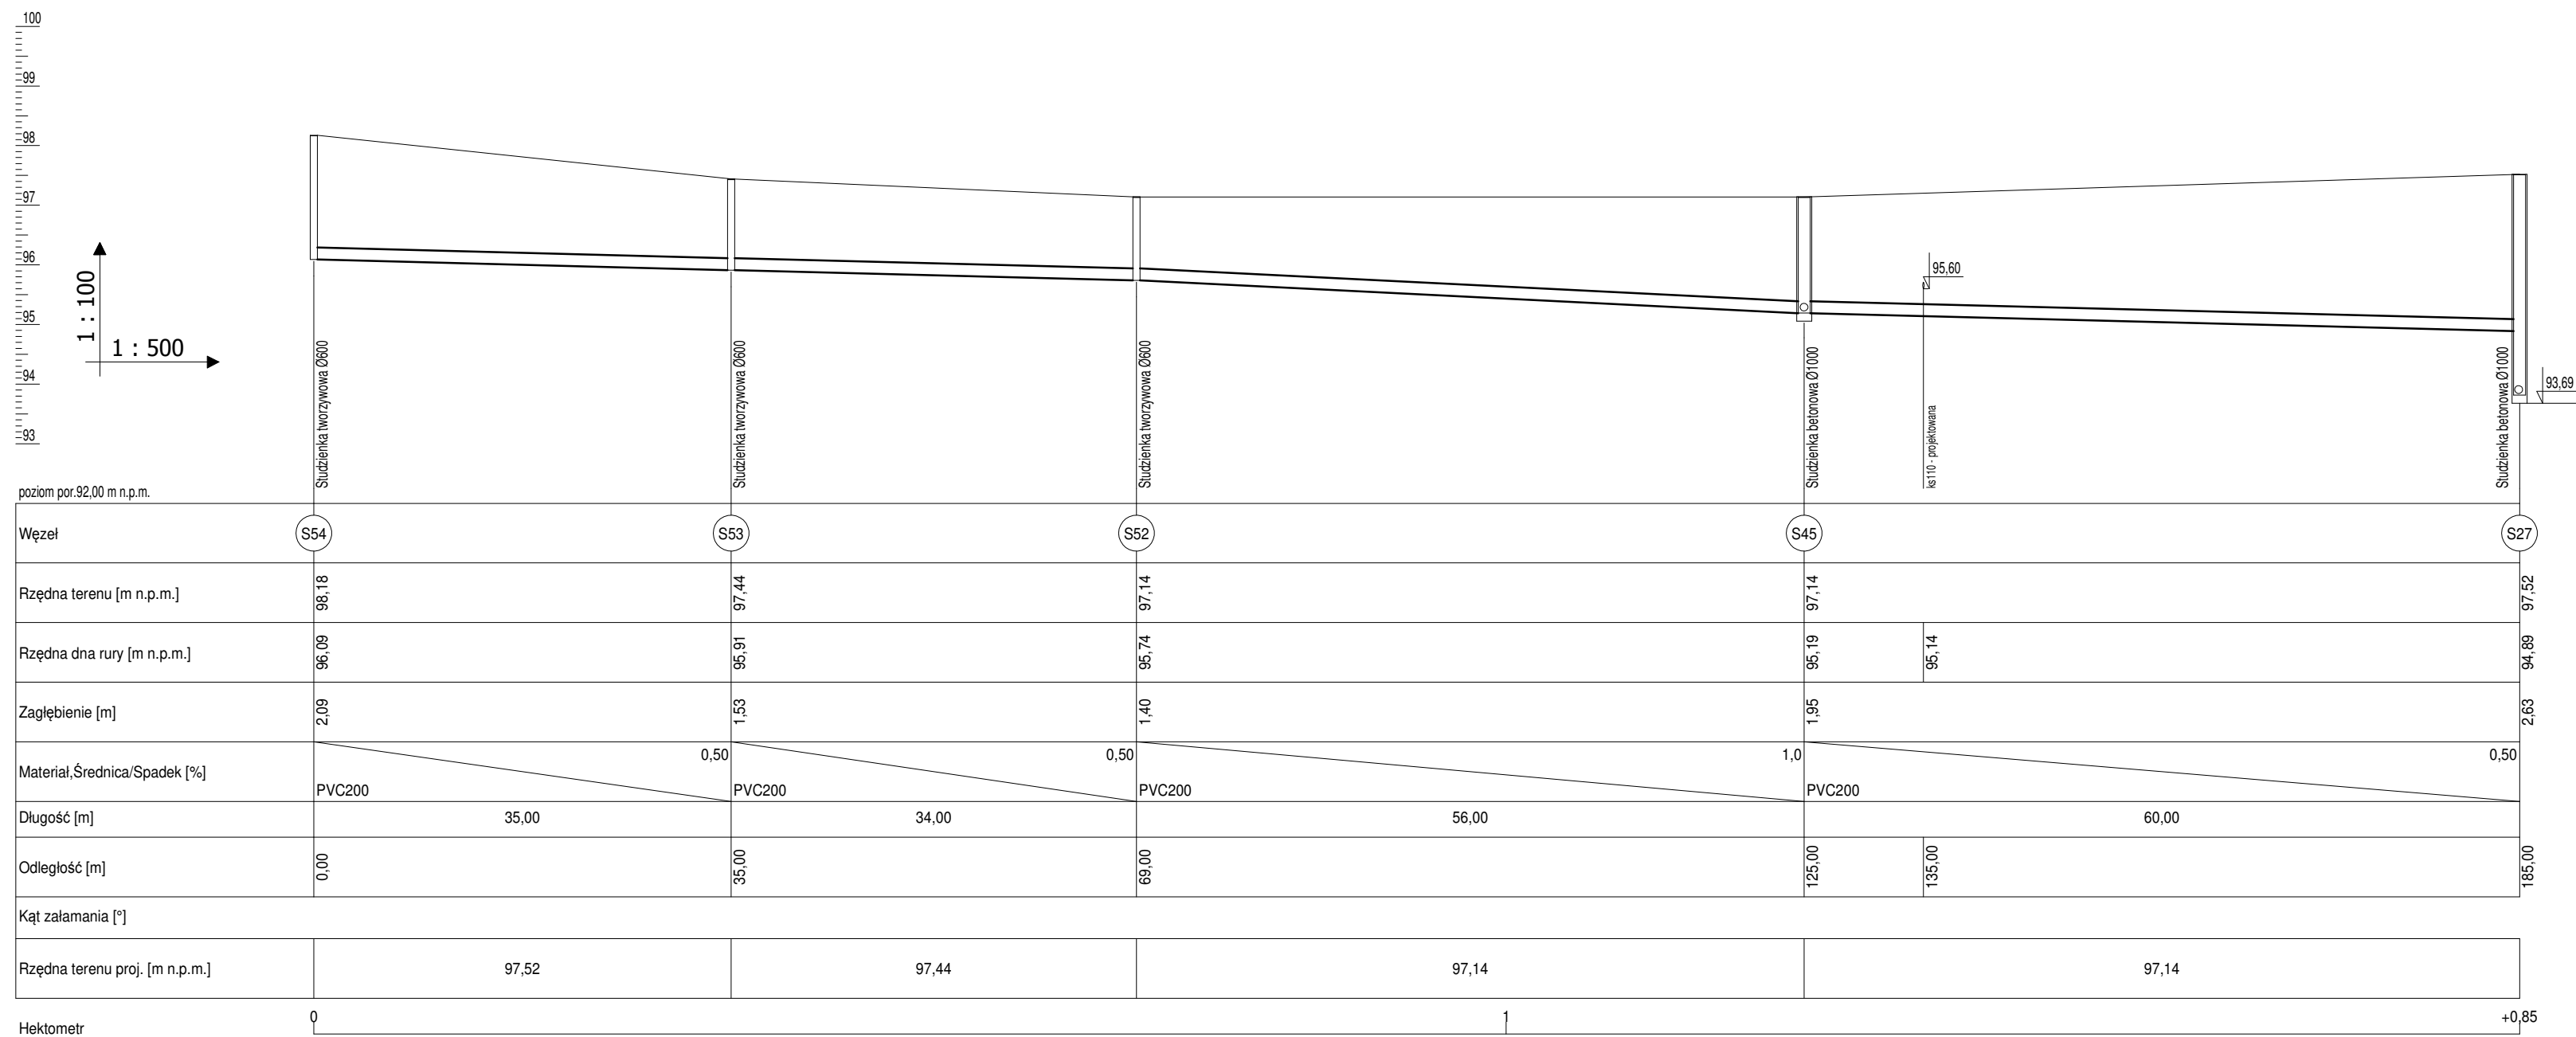 100
99
98
97
96
95
94
93
1 : 100
1 : 500
95,60
93,69
Studzienka tworzywowa Ø600
Studzienka tworzywowa Ø600
Studzienka tworzywowa Ø600
Studzienka betonowa Ø1000
ks110 - projektowana
Studzienka betonowa Ø1000
poziom por.92,00 m n.p.m.
Węzeł S54 S53 S52 S45 S27
Rzędna terenu [m n.p.m.] 98,18 97,44 97,14 97,14 97,52
Rzędna dna rury [m n.p.m.] 96,09 95,91 95,74 95,19 95,14 94,89
Zagłębienie [m] 2,09 1,53 1,40 1,95 2,63
0,50 0,50 1,0 0,50
Materiał,Średnica/Spadek [%]
PVC200 PVC200 PVC200 PVC200
Długość [m] 35,00 34,00 56,00 60,00
Odległość [m] 0,00 35,00 69,00 125,00 135,00 185,00
Kąt załamania [°]
Rzędna terenu proj. [m n.p.m.] 97,52 97,44 97,14 97,14
Hektometr 0 1 +0,85